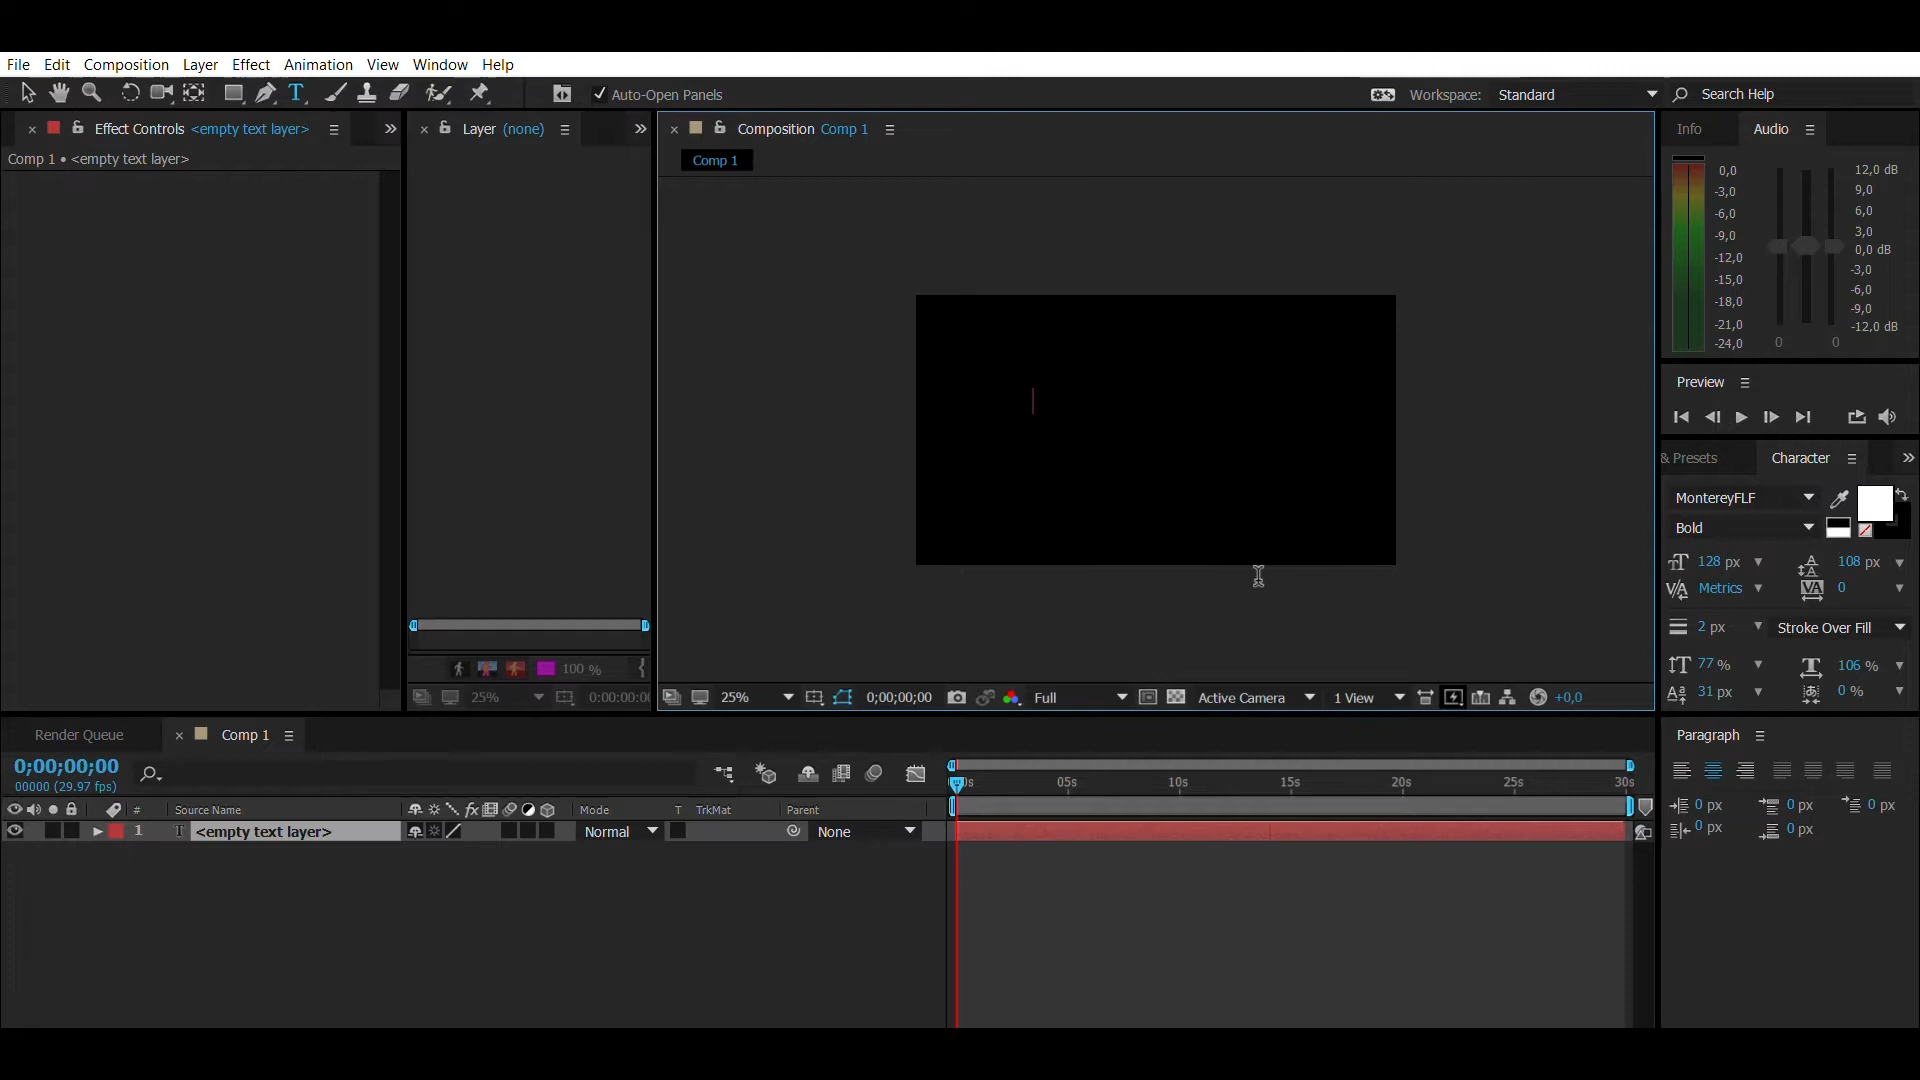 File Edit Composition Layer Effect Animation View Window Help
Auto-Open Panels
Workspace: Standard
Search Help
Effect Controls <empty text layer>
Comp 1 • <empty text layer>
Layer (none)
100 %
25%
0:00:00:00
Composition Comp 1
Comp 1
25%
0;00;00;00
Full
Active Camera
1 View
+0,0
Info Audio
0,0
-3,0
-6,0
-9,0
-12,0
-15,0
-18,0
-21,0
-24,0
12,0 dB
9,0
6,0
3,0
0,0 dB
-3,0
-6,0
-9,0
-12,0 dB
0 0
Preview
& Presets Character
MontereyFLF
Bold
128 px 108 px
Metrics 0
2 px Stroke Over Fill
77 % 106 %
31 px 0 %
Paragraph
0 px 0 px 0 px
0 px 0 px
Render Queue Comp 1
0;00;00;00
00000 (29.97 fps)
0s 05s 10s 15s 20s 25s 30s
# Source Name Mode T TrkMat Parent
1 T <empty text layer> Normal None